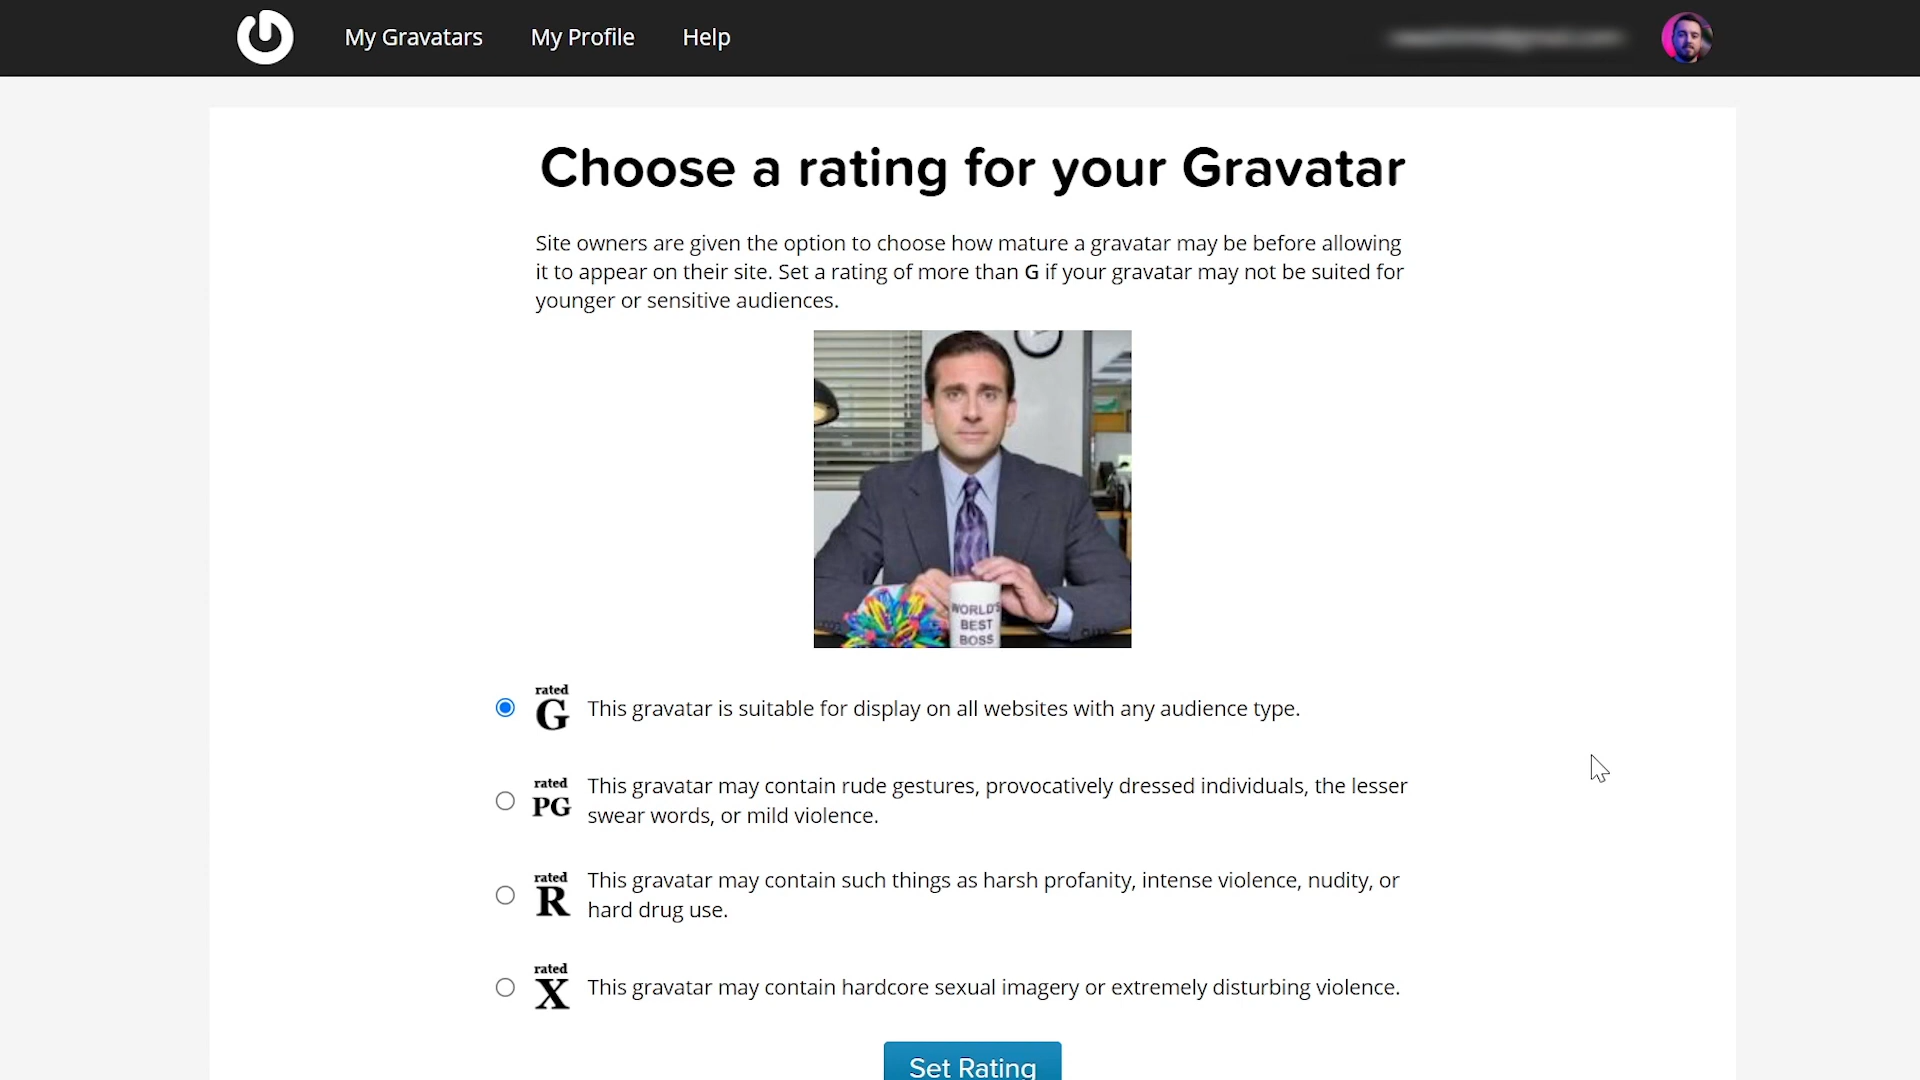 My Gravatars My Profile Help
Choose a rating for your Gravatar
Site owners are given the option to choose how mature a gravatar may be before allowing
it to appear on their site. Set a rating of more than G if your gravatar may not be suited for
younger or sensitive audiences.
WORLD'S
BEST
BOSS
rated
G This gravatar is suitable for display on all websites with any audience type.
rated
PG
This gravatar may contain rude gestures, provocatively dressed individuals, the lesser
swear words, or mild violence.
rated
R
This gravatar may contain such things as harsh profanity, intense violence, nudity, or
hard drug use.
rated
X This gravatar may contain hardcore sexual imagery or extremely disturbing violence.
Set Rating